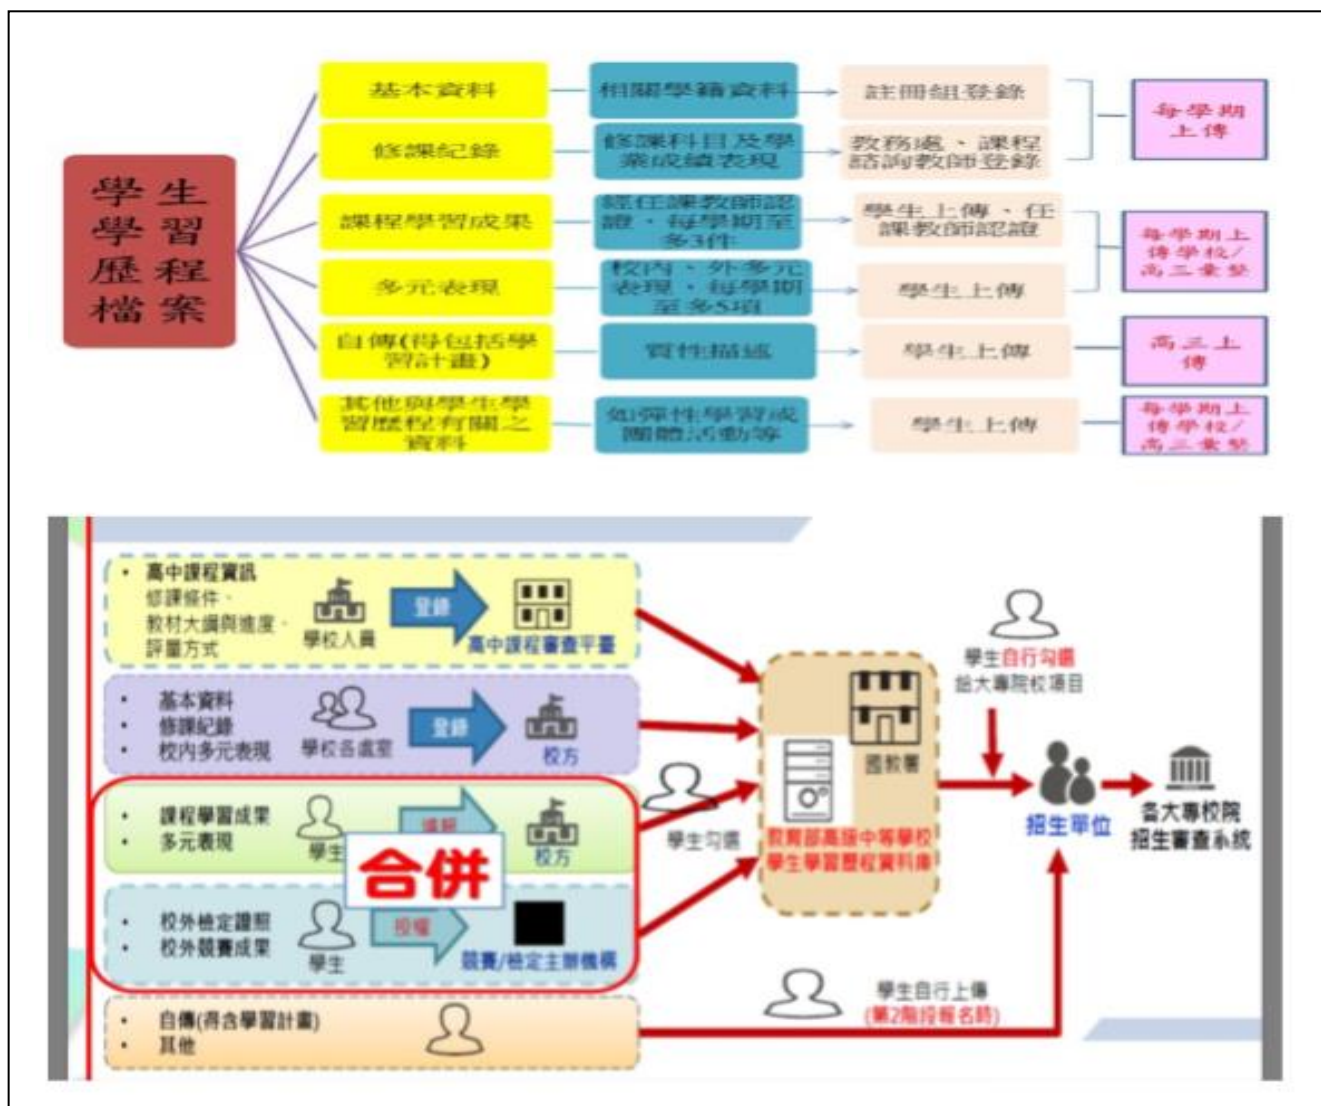 學生
學習
歷程
檔案
基本資料
相關學籍資料
註冊組登錄
每學期
上傳
修課紀錄
修課科目及學
業成績表現
教務處、課程
諮詢教師登錄
課程學習成果
經任課教師認
證、每學期至
多3件
學生上傳、任
課教師認證
每學期上
傳學校/
高三彙整
多元表現
校內、外多元
表現、每學期
至多5項
學生上傳
自傳(得包括學
習計畫)
質性描述
學生上傳
高三上
傳
其他與學生學
習歷程有關之
資料
如彈性學習或
團體活動等
學生上傳
每學期上
傳學校/
高三彙整
• 高中課程資訊
修課條件、
教材大綱與進度、
評量方式
學校人員
登錄
高中課程審查平臺
• 基本資料
• 修課紀錄
• 校內多元表現
學校各處室
登錄
校方
• 課程學習成果
• 多元表現
學生
校方
合併
• 校外檢定證照
• 校外競賽成果
學生
授權
競賽/檢定主辦機構
• 自傳(得含學習計畫)
• 其他
學生勾選
國教署
教育部高級中等學校
學生學習歷程資料庫
學生自行勾選
給大專院校項目
招生單位
各大專校院
招生審查系統
學生自行上傳
(第2階段報名時)